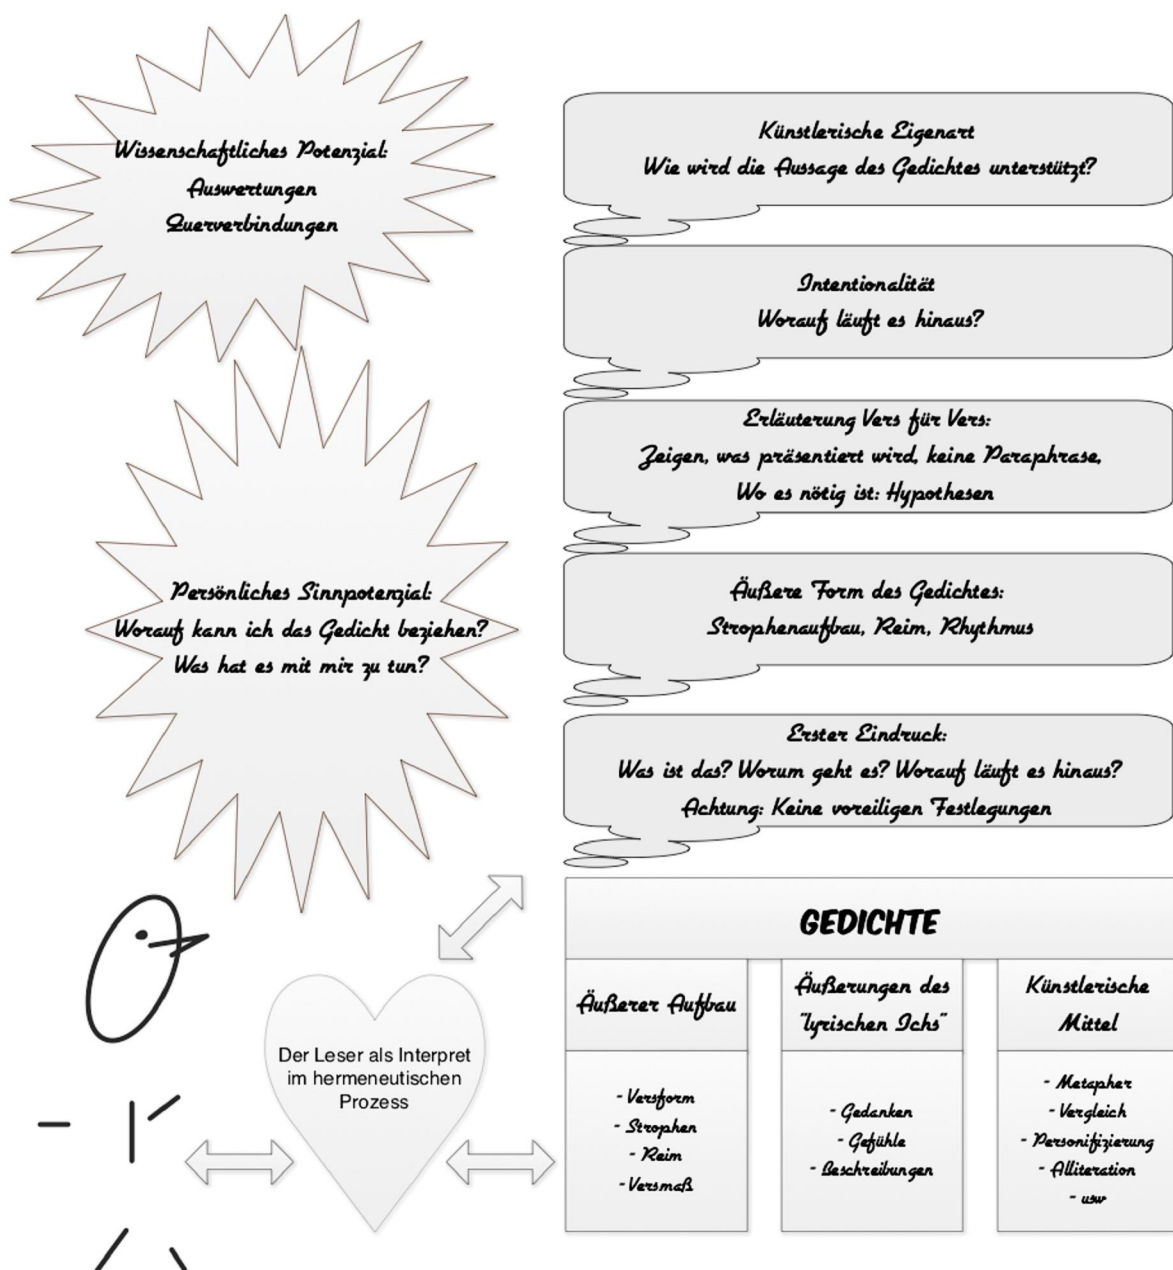 Wissenschaftliches Potenzial:
Auswertungen
Querverbindungen
Persönliches Sinnpotenzial:
Worauf kann ich das Gedicht beziehen?
Was hat es mit mir zu tun?
Künstlerische Eigenart
Wie wird die Aussage des Gedichtes unterstützt?
Intentionalität
Worauf läuft es hinaus?
Erläuterung Vers für Vers:
Zeigen, was präsentiert wird, keine Paraphrase,
Wo es nötig ist: Hypothesen
Äußere Form des Gedichtes:
Strophenaufbau, Reim, Rhythmus
Erster Eindruck:
Was ist das? Worum geht es? Worauf läuft es hinaus?
Achtung: Keine voreiligen Festlegungen
Der Leser als Interpret
im hermeneutischen
Prozess
GEDICHTE
Äußerer Aufbau
- Versform
- Strophen
- Reim
- Versmaß
Äußerungen des
"lyrischen Ichs"
- Gedanken
- Gefühle
- Beschreibungen
Künstlerische
Mittel
- Metapher
- Vergleich
- Personifizierung
- Alliteration
- usw